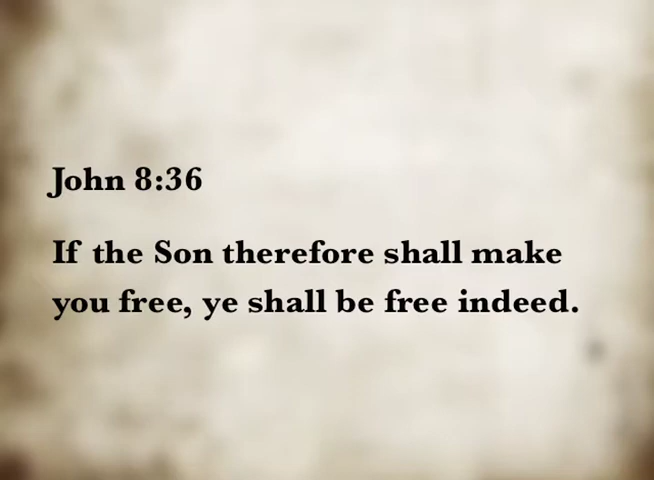 John 8:36
If the Son therefore shall make
you free, ye shall be free indeed.